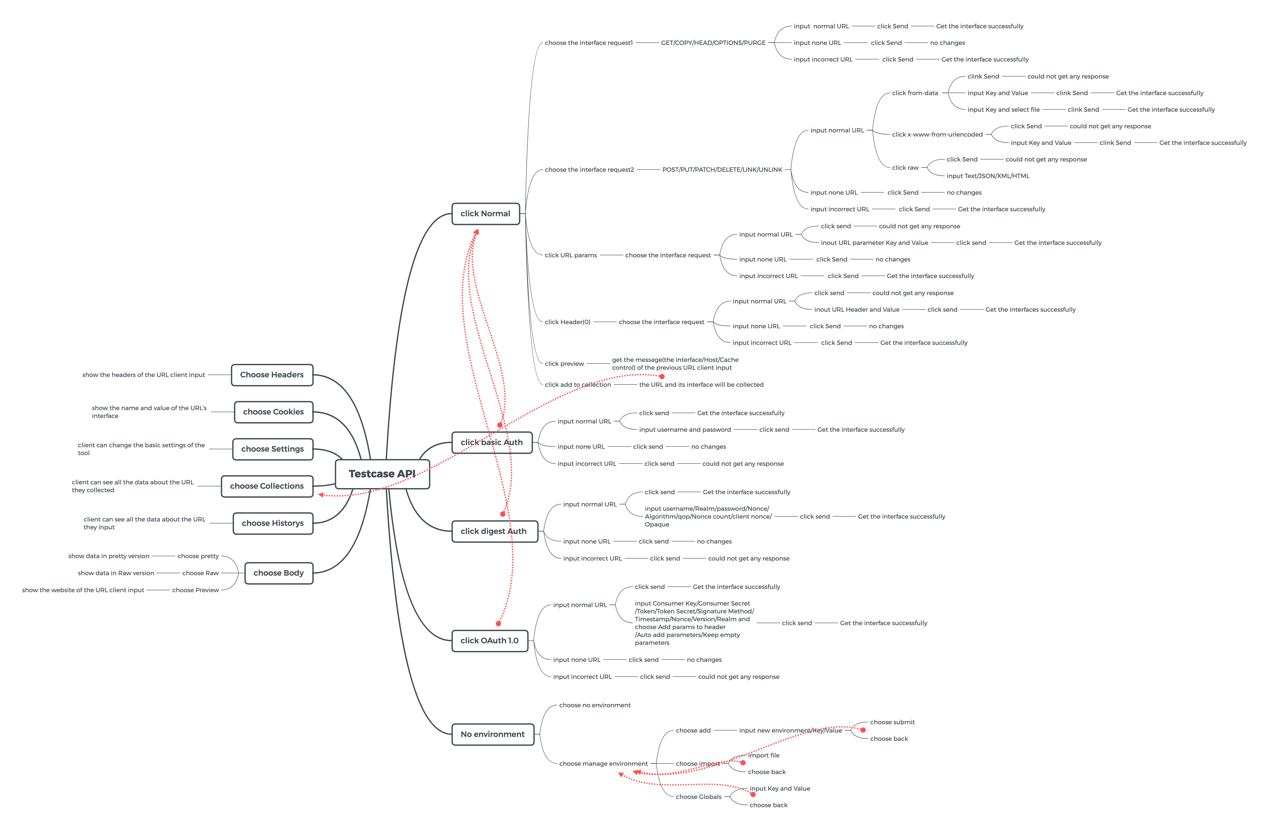 Testcase API
click Normal
choose the interface request1
GET/COPY/HEAD/OPTIONS/PURGE
input  normal URL
click Send
Get the interface successfully
input none URL
click Send
no changes
input incorrect URL
click Send
Get the interface successfully
choose the interface request2
POST/PUT/PATCH/DELETE/LINK/UNLINK
input normal URL
click from-data
clink Send
could not get any response
input Key and Value
clink Send
Get the interface successfully
input Key and select file
clink Send
Get the interface successfully
click x-www-from-urlencoded
click Send
could not get any response
input Key and Value
clink Send
Get the interface successfully
click raw
click Send
could not get any response
input Text/JSON/XML/HTML
input none URL
click Send
no changes
input incorrect URL
click Send
Get the interface successfully
click URL params
choose the interface request
input normal URL
click send
could not get any response
inout URL parameter Key and Value
click send
Get the interface successfully
input none URL
click Send
no changes
input incorrect URL
click Send
Get the interface successfully
click Header(0)
choose the interface request
input normal URL
click send
could not get any response
inout URL Header and Value
click send
Get the interfaces successfully
input none URL
click Send
no changes
input incorrect URL
click Send
Get the interface successfully
click preview
get the message(the interface/Host/Cache
control) of the previous URL client input
click add to collection
the URL and its interface will be collected
click basic Auth
input normal URL
click send
Get the interface successfully
input username and password
click send
Get the interface successfully
input none URL
click send
no changes
input incorrect URL
click send
could not get any response
click digest Auth
input normal URL
click send
Get the interface successfully
input username/Realm/password/Nonce/
Algorithm/qop/Nonce count/client nonce/
Opaque
click send
Get the interface successfully
input none URL
click send
no changes
input incorrect URL
click send
could not get any response
click OAuth 1.0
input normal URL
click send
Get the interface successfully
input Consumer Key/Consumer Secret
/Token/Token Secret/Signature Method/
Timestamp/Nonce/Version/Realm and
choose Add params to header
/Auto add parameters/Keep empty
parameters
click send
Get the interface successfully
input none URL
click send
no changes
input incorrect URL
click send
could not get any response
No environment
choose no environment
choose manage environment
choose add
input new environment/Key/Value
choose submit
choose back
choose import
import file
choose back
choose Globals
input Key and Value
choose back
Choose Headers
show the headers of the URL client input
choose Cookies
show the name and value of the URL's
interface
choose Settings
client can change the basic settings of the
tool
choose Collections
client can see all the data about the URL
they collected
choose Historys
client can see all the data about the URL
they input
choose Body
choose pretty
show data in pretty version
choose Raw
show data in Raw version
choose Preview
show the website of the URL client input